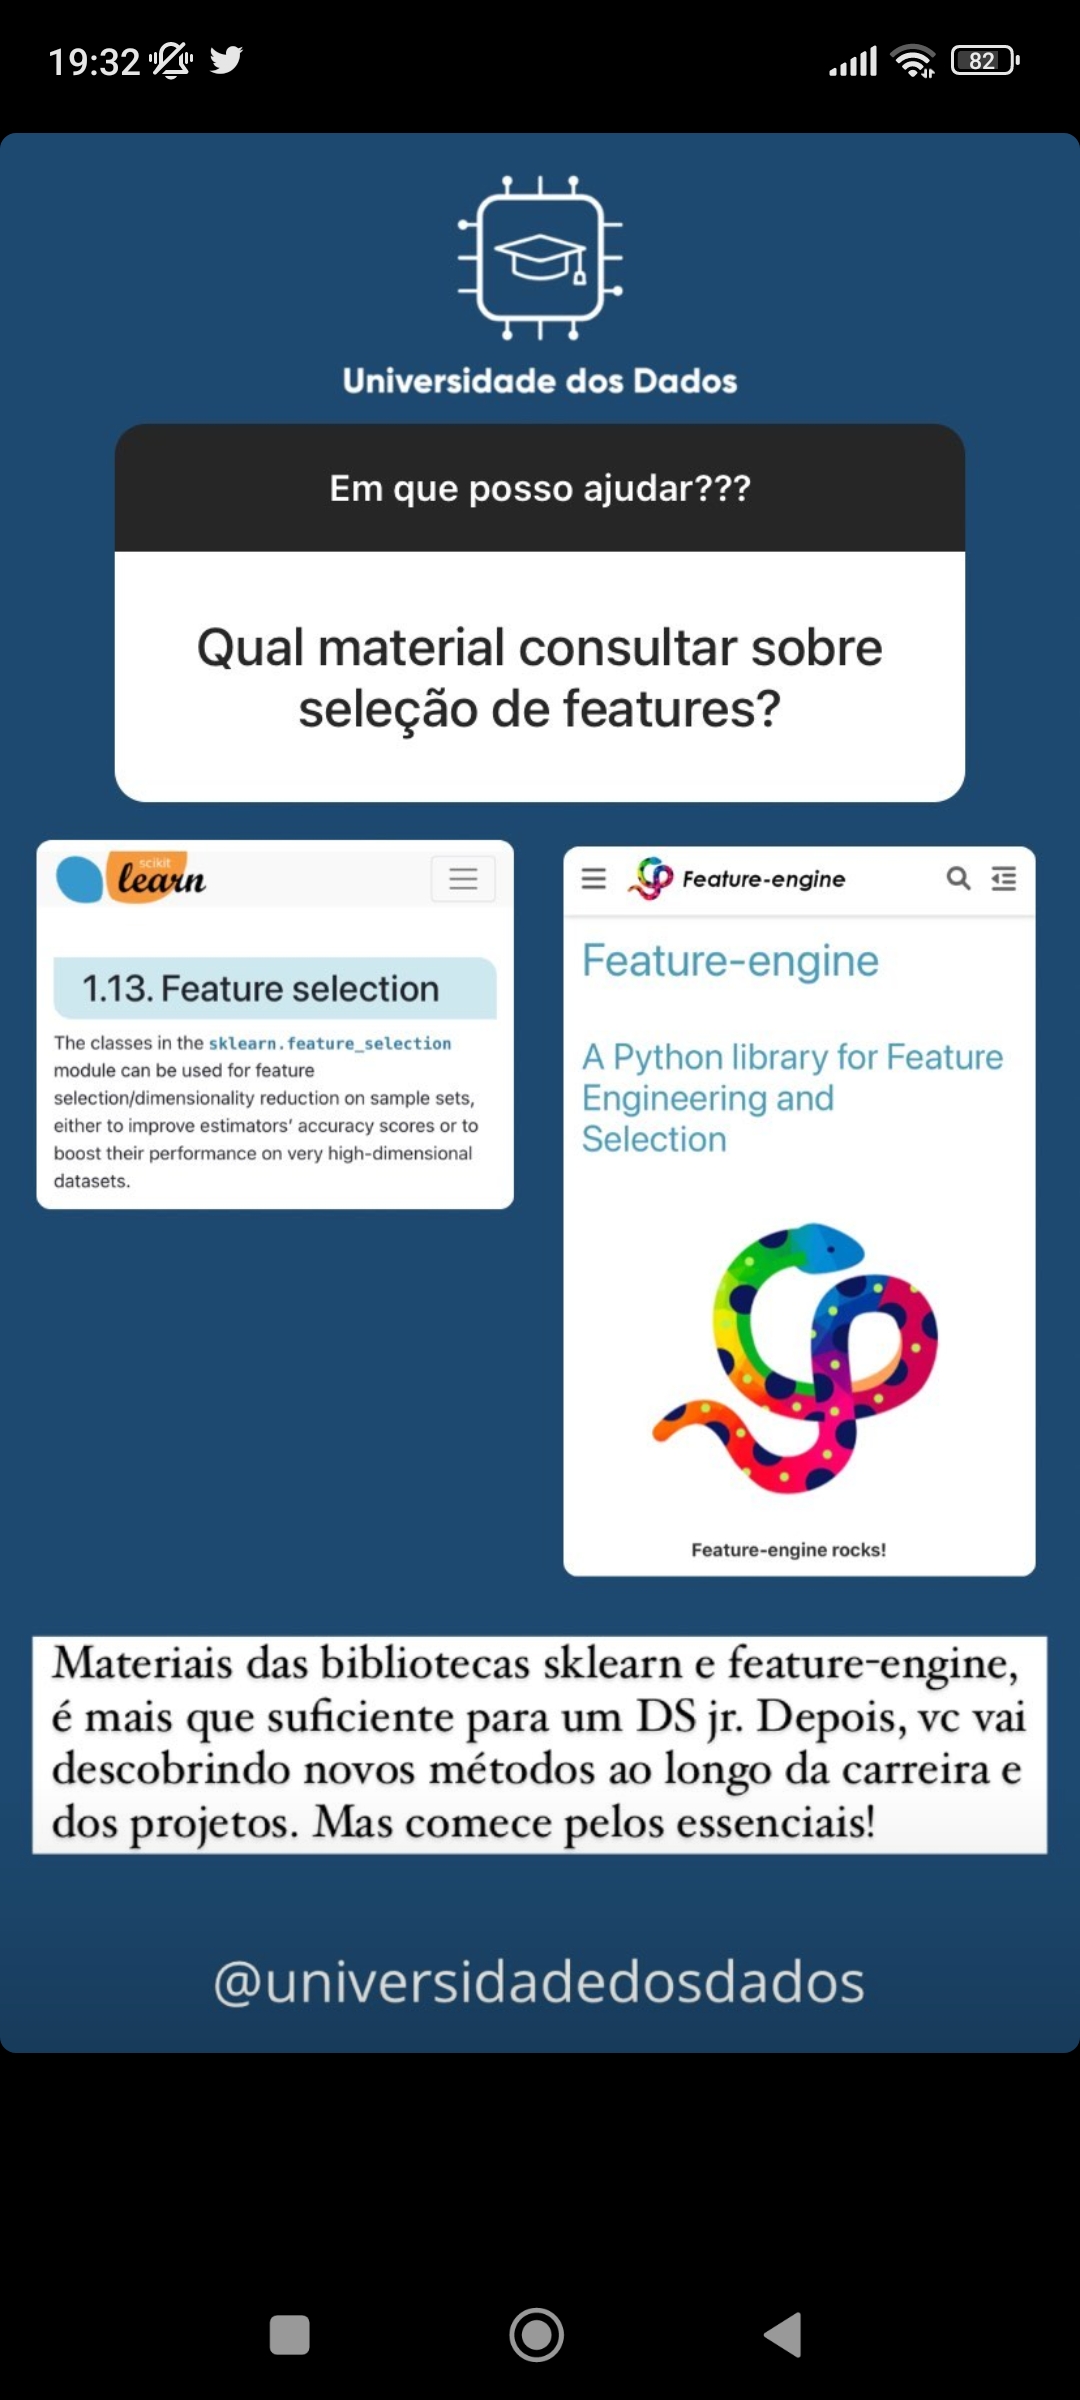 19:32
82
Universidade dos Dados
Em que posso ajudar???
Qual material consultar sobre
seleção de features?
scikit
learn
1.13. Feature selection
The classes in the sklearn.feature_selection
module can be used for feature
selection/dimensionality reduction on sample sets,
either to improve estimators’ accuracy scores or to
boost their performance on very high-dimensional
datasets.
Feature-engine
Feature-engine
A Python library for Feature
Engineering and
Selection
Feature-engine rocks!
Materiais das bibliotecas sklearn e feature-engine,
é mais que suficiente para um DS jr. Depois, vc vai
descobrindo novos métodos ao longo da carreira e
dos projetos. Mas comece pelos essenciais!
@universidadedosdados